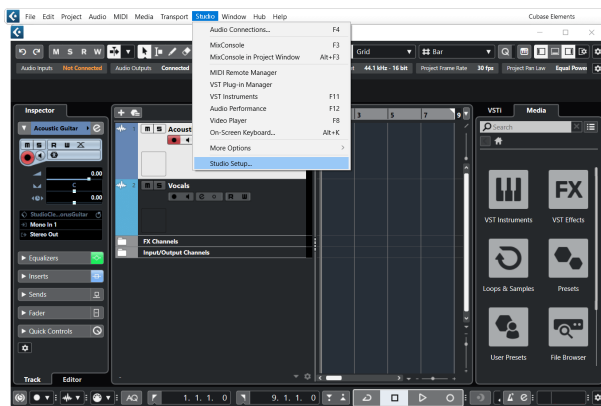 File Edit Project Audio MIDI Media Transport Studio Window Hub Help Cubase Elements
Audio Connections... F4
MixConsole F3
MixConsole in Project Window Alt+F3
MIDI Remote Manager
VST Plug-in Manager
VST Instruments F11
Audio Performance F12
Video Player F8
On-Screen Keyboard... Alt+K
More Options
Studio Setup...
M S R W Grid Bar Q
Audio Inputs Not Connected Audio Outputs Connected 44.1 kHz - 16 bit Project Frame Rate 30 fps Project Pan Law Equal Power
Inspector
Acoustic Guitar
M S R W
0.00
C
0.00
Mono In 1
Stereo Out
Equalizers
Inserts
Sends
Fader
Quick Controls
Track Editor
1 M S Acoust
2 M S Vocals
R W
FX Channels
Input/Output Channels
3 5 7 9
VSTi Media
Search
VST Instruments VST Effects
FX
Loops & Samples Presets
User Presets File Browser
AQ 1. 1. 1. 0 9. 1. 1. 0